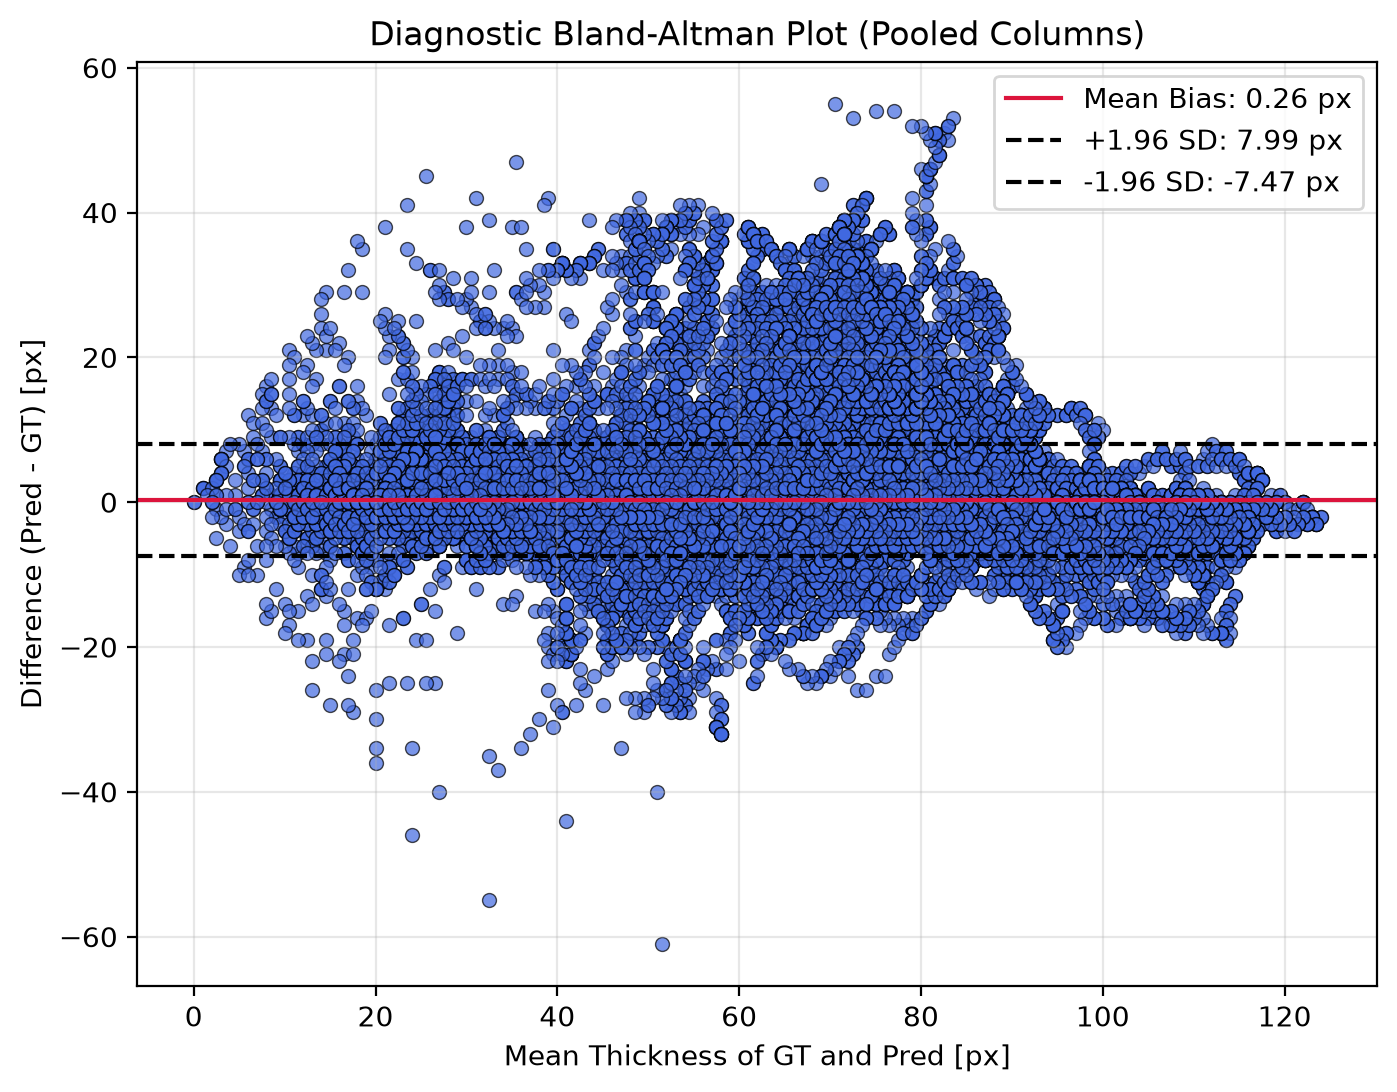 Diagnostic Bland-Altman Plot (Pooled Columns)
Mean Bias: 0.26 px
+1.96 SD: 7.99 px
-1.96 SD: -7.47 px
Difference (Pred - GT) [px]
60
40
20
0
−20
−40
−60
0 20 40 60 80 100 120
Mean Thickness of GT and Pred [px]